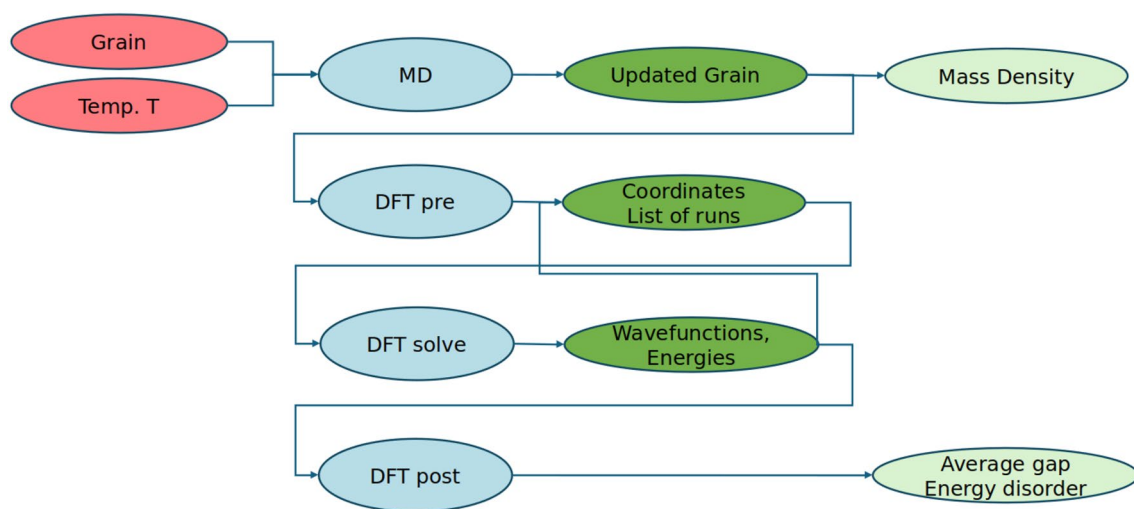 Grain
Temp. T
MD
Updated Grain
Mass Density
DFT pre
Coordinates
List of runs
DFT solve
Wavefunctions,
Energies
DFT post
Average gap
Energy disorder